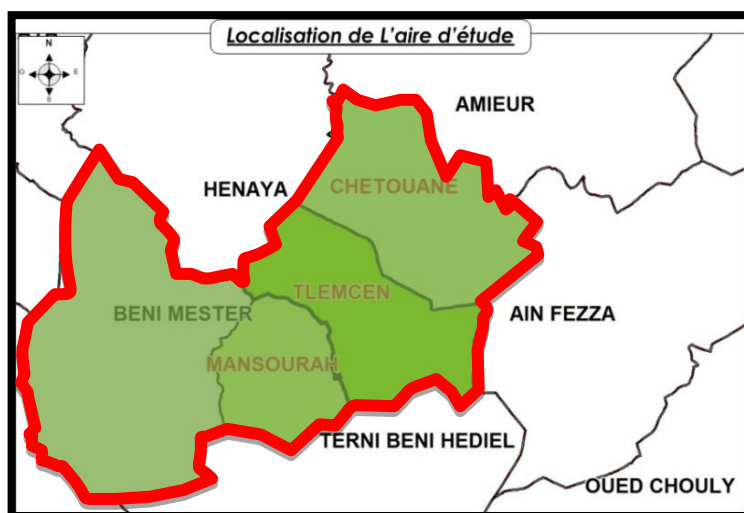 Localisation de L'aire d'étude
N
O
E
S
AMIEUR
HENAYA
CHETOUANE
TLEMCEN
BENI MESTER
AIN FEZZA
MANSOURAH
TERNI BENI HEDIEL
OUED CHOULY